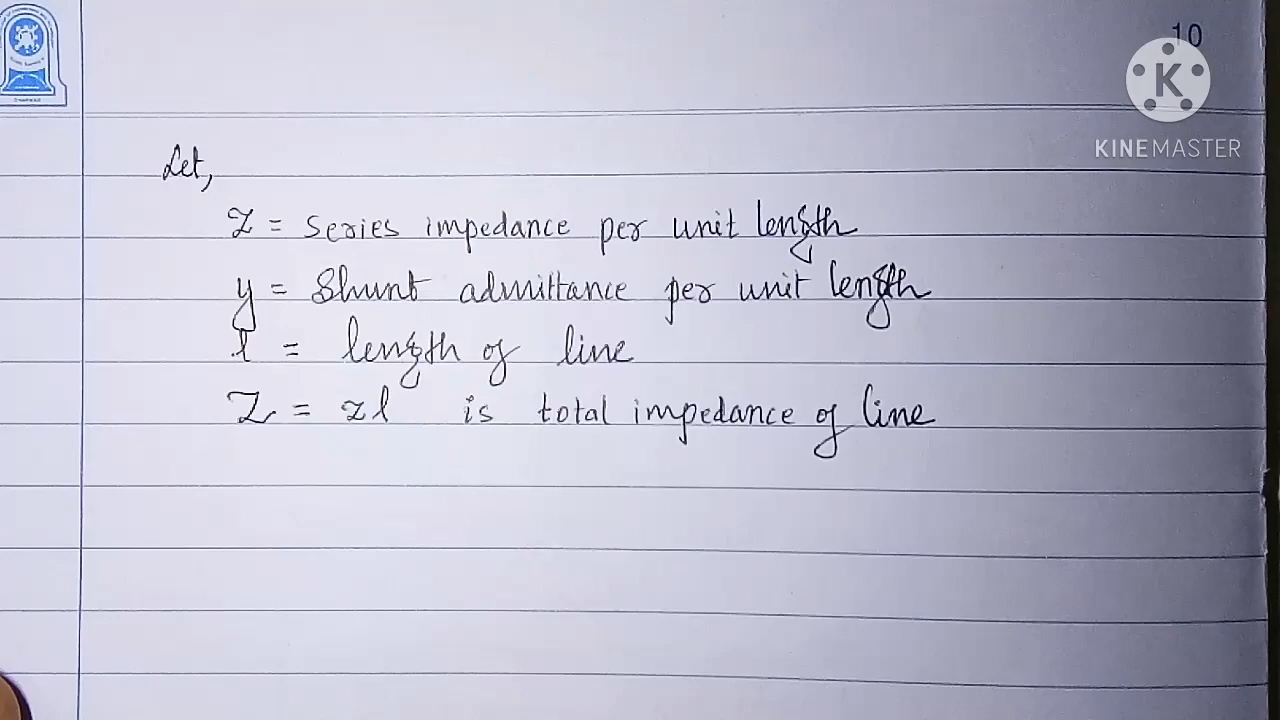 10
KINEMASTER
Let,
z = series impedance per unit length
y = Shunt admittance per unit length
l = length of line
Z = zl is total impedance of line